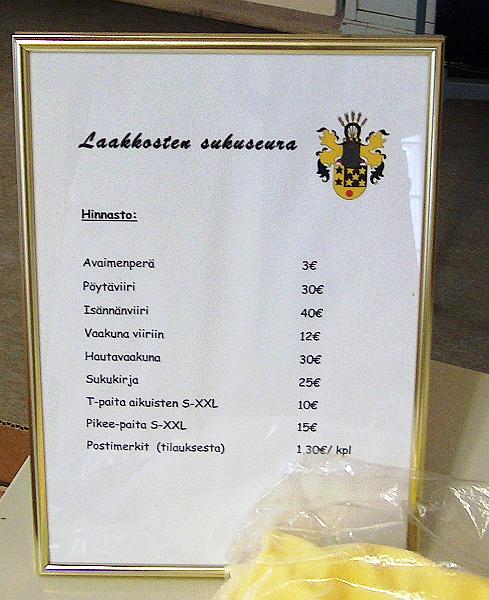 Laakkosten sukuseura
Hinnasto:
Avaimenperä 3€
Pöytäviiri 30€
Isännänviiri 40€
Vaakuna viiriin 12€
Hautavaakuna 30€
Sukukirja 25€
T-paita aikuisten S-XXL 10€
Pikee-paita S-XXL 15€
Postimerkit (tilauksesta) 1,30€/ kpl